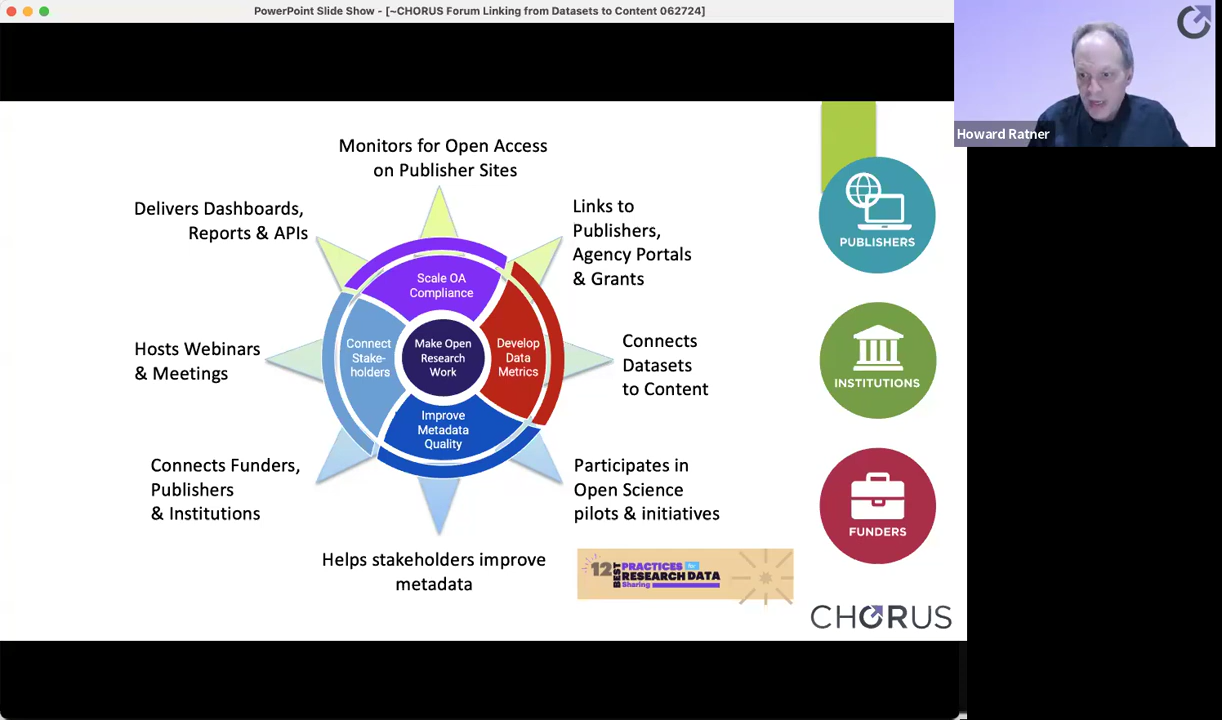 PowerPoint Slide Show - [~CHORUS Forum Linking from Datasets to Content 062724]
Howard Ratner
Monitors for Open Access
on Publisher Sites
Delivers Dashboards,
Reports & APIs
Links to
Publishers,
Agency Portals
& Grants
Scale OA
Compliance
Hosts Webinars
& Meetings
Connect
Stake-
holders
Make Open
Research
Work
Develop
Data
Metrics
Connects
Datasets
to Content
Improve
Metadata
Quality
Connects Funders,
Publishers
& Institutions
Participates in
Open Science
pilots & initiatives
Helps stakeholders improve
metadata
12 BEST PRACTICES for
RESEARCH DATA
Sharing
PUBLISHERS
INSTITUTIONS
FUNDERS
CHORUS